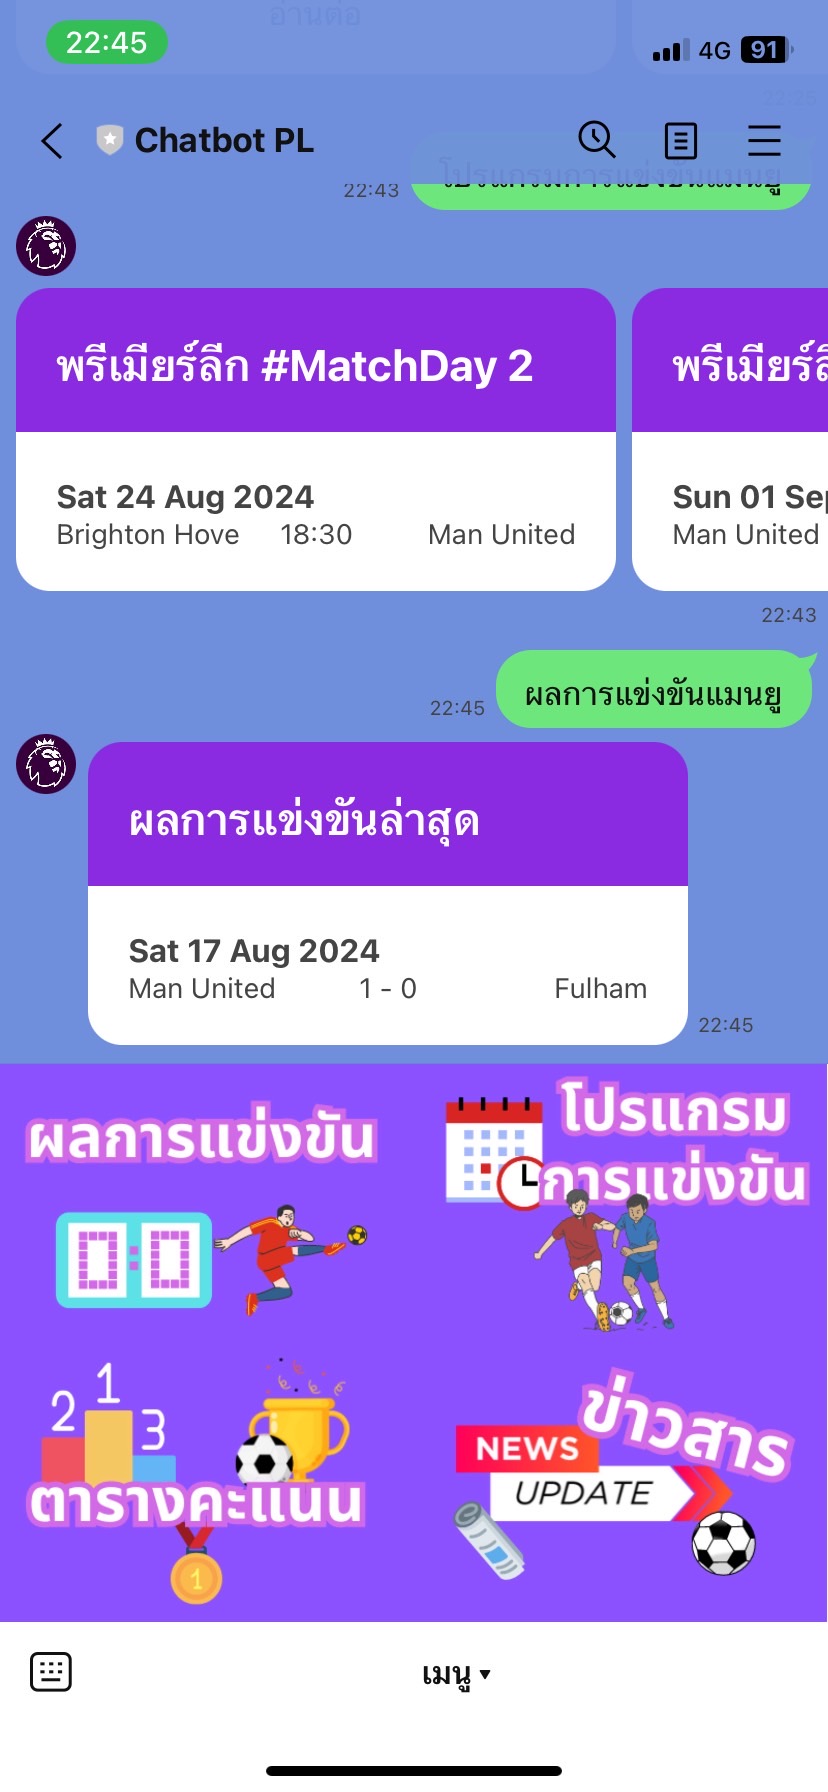 อ่านต่อ
22:45
4G
91
22:25
Chatbot PL
22:43
โปรแกรมการแข่งขันแมนยู
พรีเมียร์ลีก #MatchDay 2
Sat 24 Aug 2024
Brighton Hove 18:30 Man United
พรีเมียร์ลี
Sun 01 Sep
Man United
22:43
22:45
ผลการแข่งขันแมนยู
ผลการแข่งขันล่าสุด
Sat 17 Aug 2024
Man United 1 - 0 Fulham
22:45
ผลการแข่งขัน
0:0
โปรแกรม
การแข่งขัน
1
2
3
ตารางคะแนน
1
ข่าวสาร
NEWS
UPDATE
เมนู